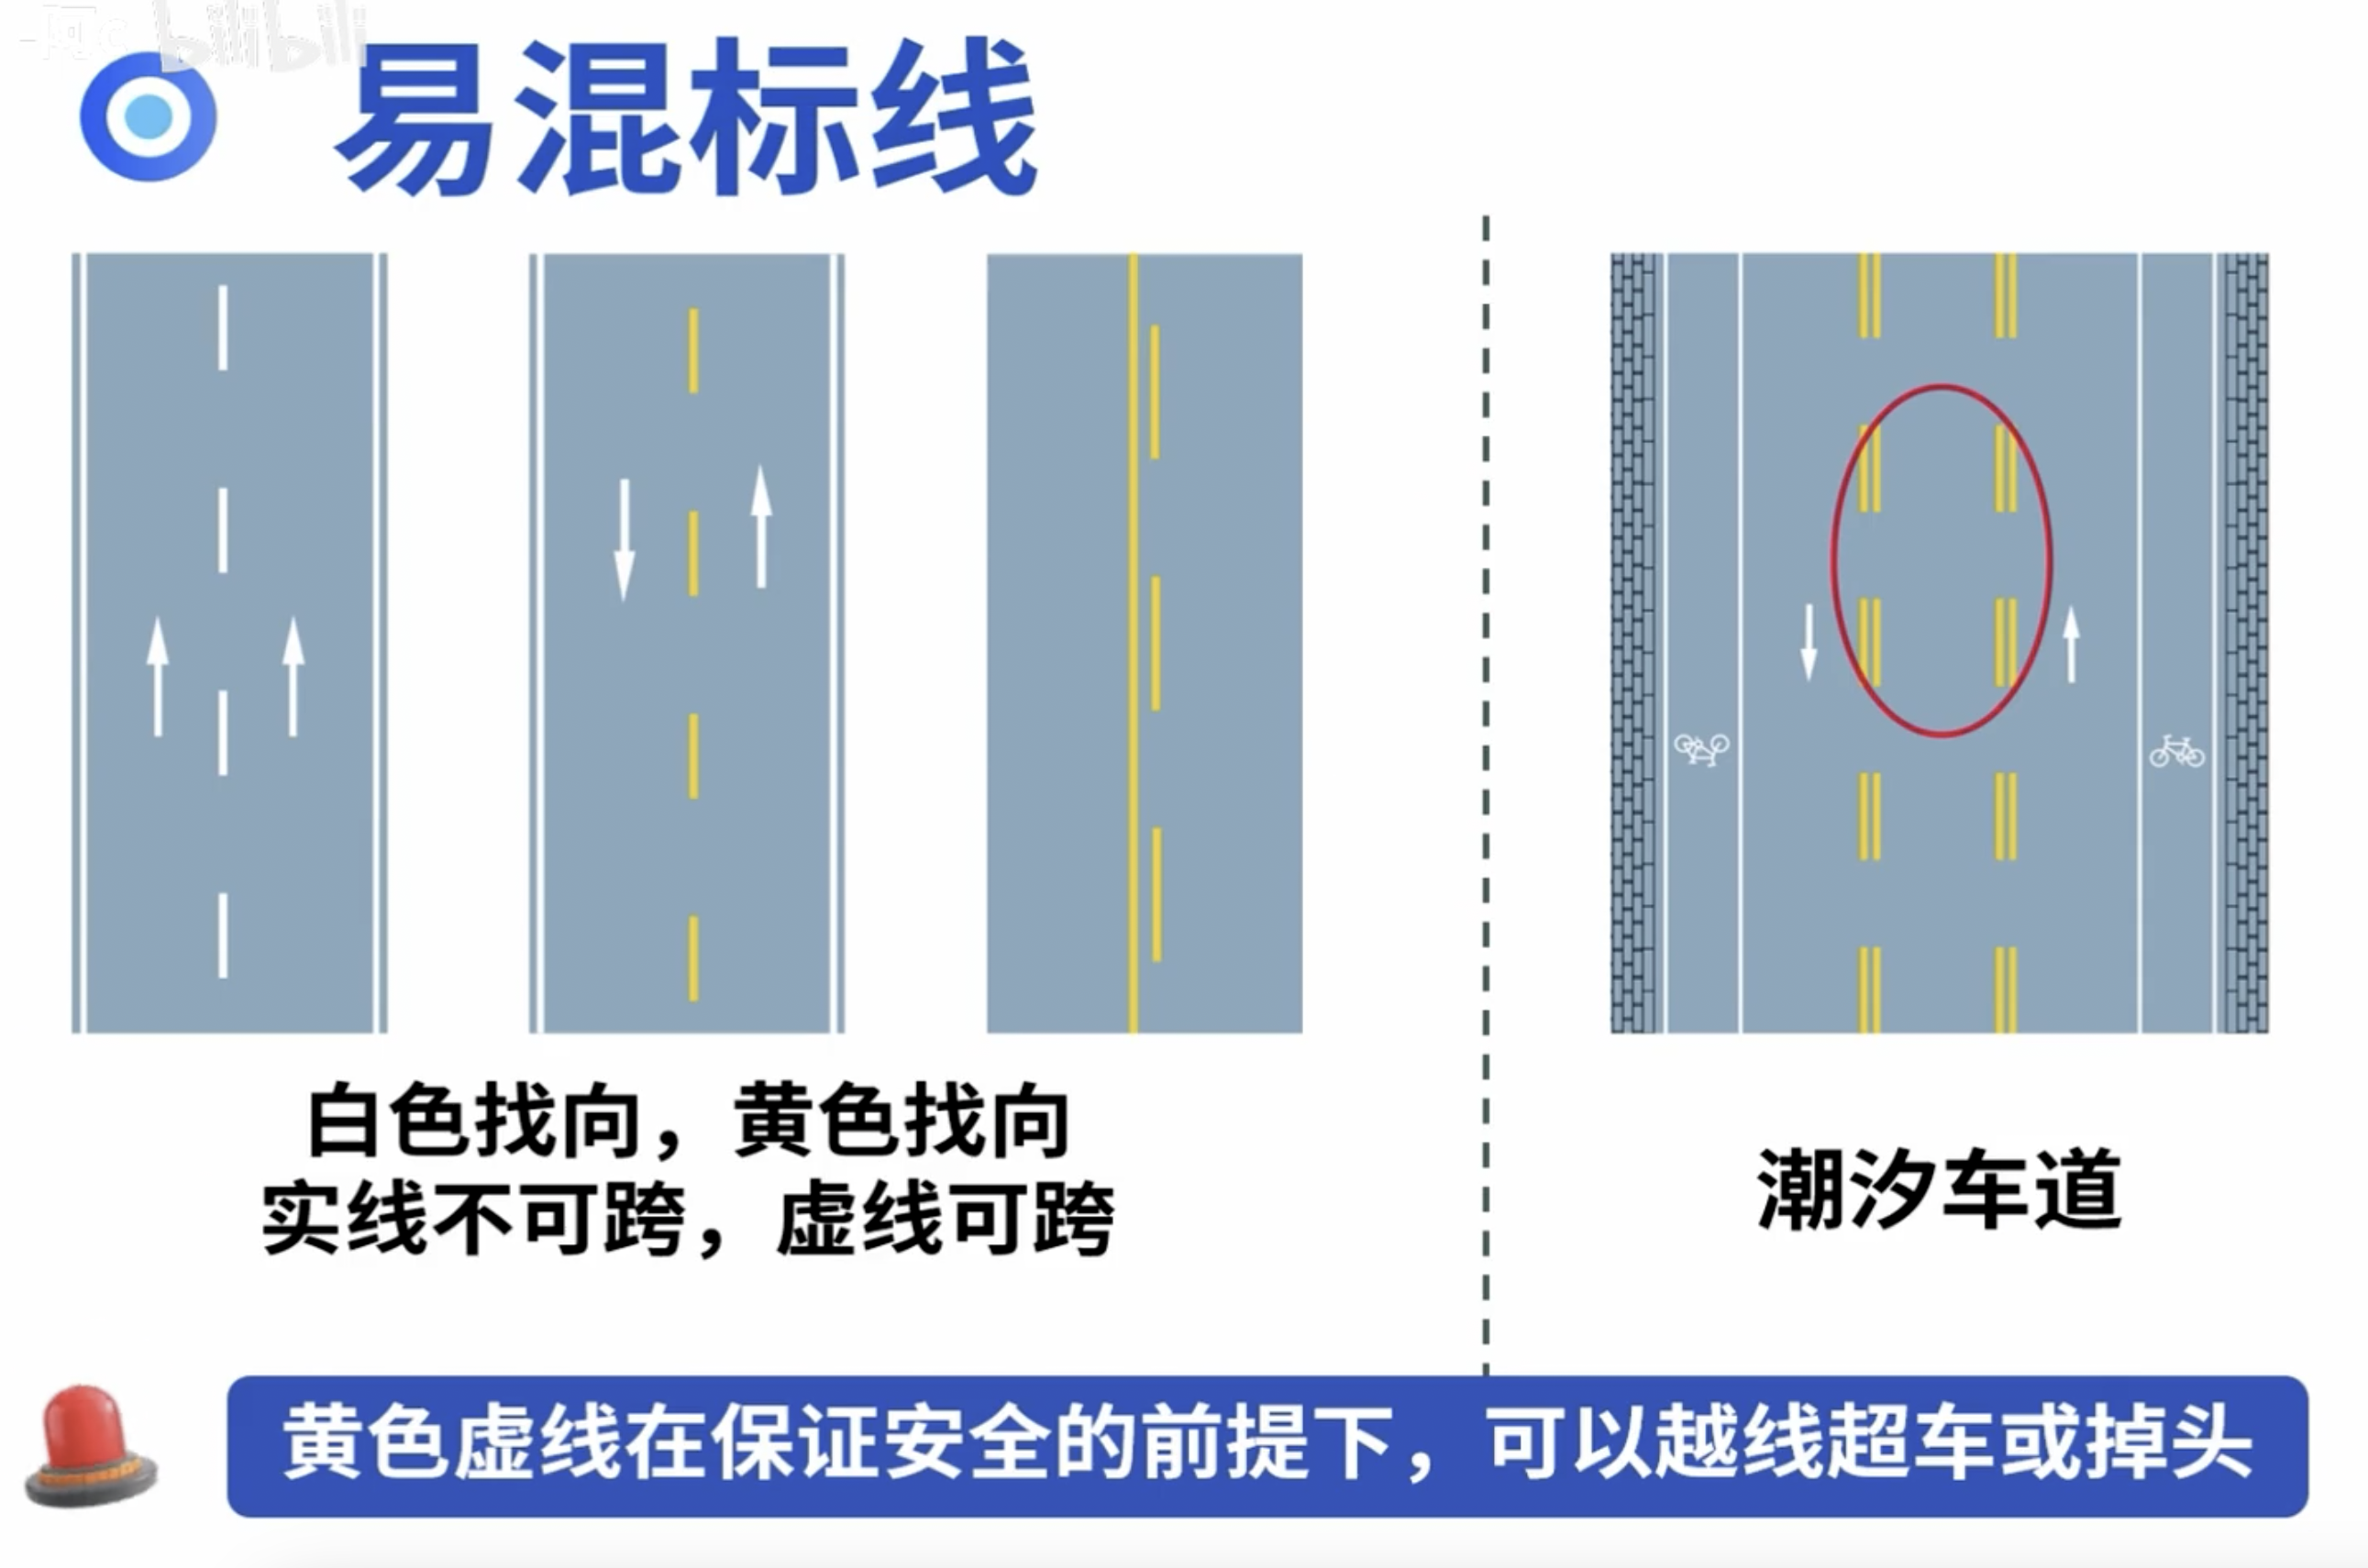 易混标线
白色找向，黄色找向
实线不可跨，虚线可跨
潮汐车道
黄色虚线在保证安全的前提下，可以越线超车或掉头
bilibili